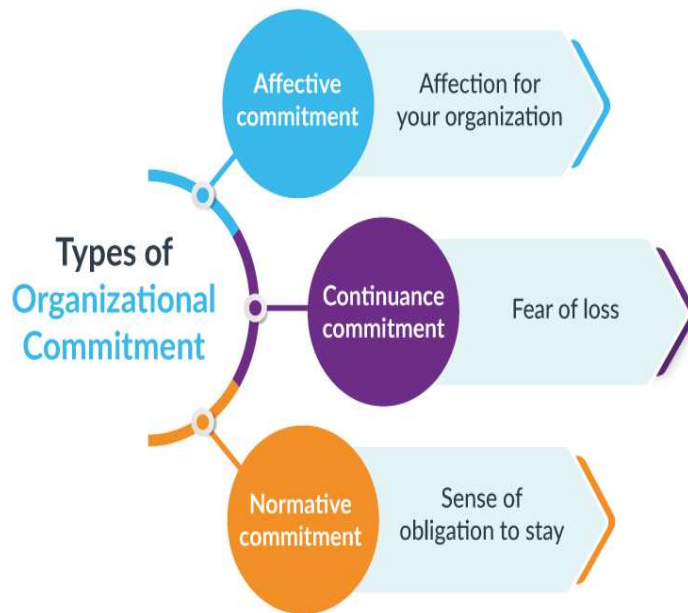 Types of
Organizational
Commitment
Affective
commitment
Affection for
your organization
Continuance
commitment
Fear of loss
Normative
commitment
Sense of
obligation to stay